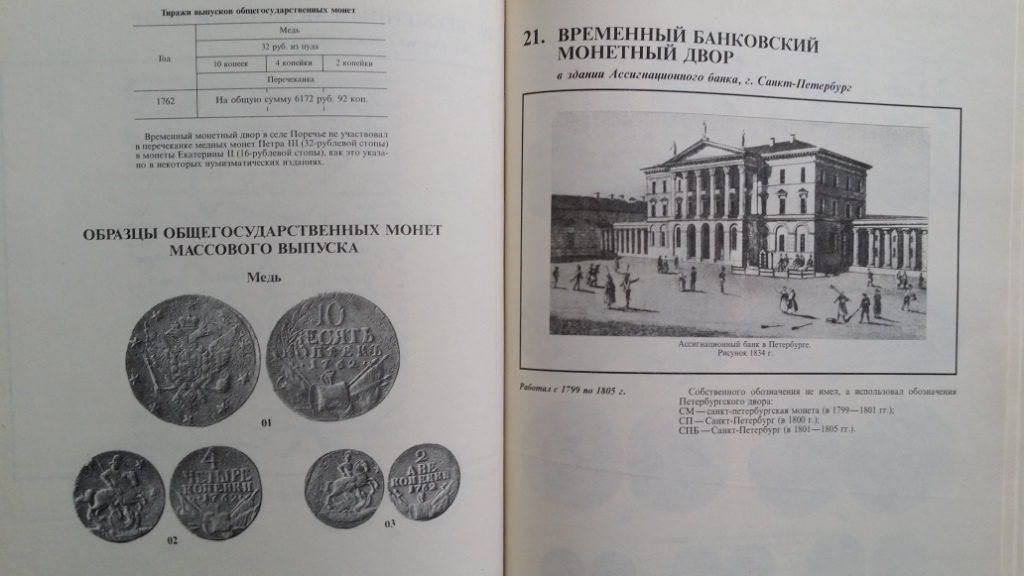 Тиражи выпусков общегосударственных монет
Год
Медь
32 руб. из пуда
10 копеек 4 копейки 2 копейки
Перечеканка
1762 На общую сумму 6172 руб. 92 коп.
Временный монетный двор в селе Поречье не участвовал
в перечеканке медных монет Петра III (32-рублевой стопы)
в монеты Екатерины II (16-рублевой стопы), как это указа-
но в некоторых нумизматических изданиях.
ОБРАЗЦЫ ОБЩЕГОСУДАРСТВЕННЫХ МОНЕТ
МАССОВОГО ВЫПУСКА
Медь
10
ДЕСЯТЬ
КОПѢЕКЪ
1762
01
4
ЧЕТЫРЕ
КОПѢИКИ
1762
02
2
ДВЕ
КОПѢИКИ
1762
03
21. ВРЕМЕННЫЙ БАНКОВСКИЙ
МОНЕТНЫЙ ДВОР
в здании Ассигнационного банка, г. Санкт-Петербург
Ассигнационный банк в Петербурге.
Рисунок 1834 г.
Работал с 1799 по 1805 г.
Собственного обозначения не имел, а использовал обозначения
Петербургского двора:
СМ — санкт-петербургская монета (в 1799—1801 гг.);
СП — Санкт-Петербург (в 1800 г.);
СПБ — Санкт-Петербург (в 1801—1805 гг.).